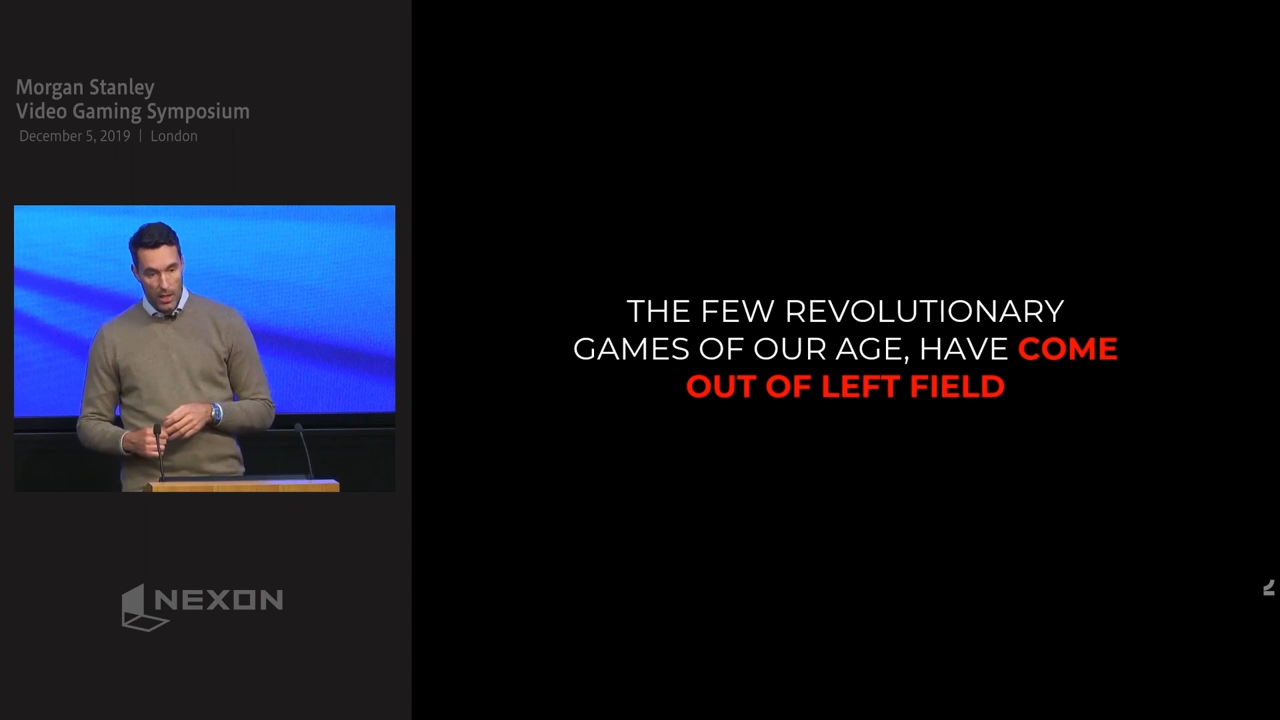 Morgan Stanley
Video Gaming Symposium
December 5, 2019 | London
THE FEW REVOLUTIONARY
GAMES OF OUR AGE, HAVE COME
OUT OF LEFT FIELD
NEXON